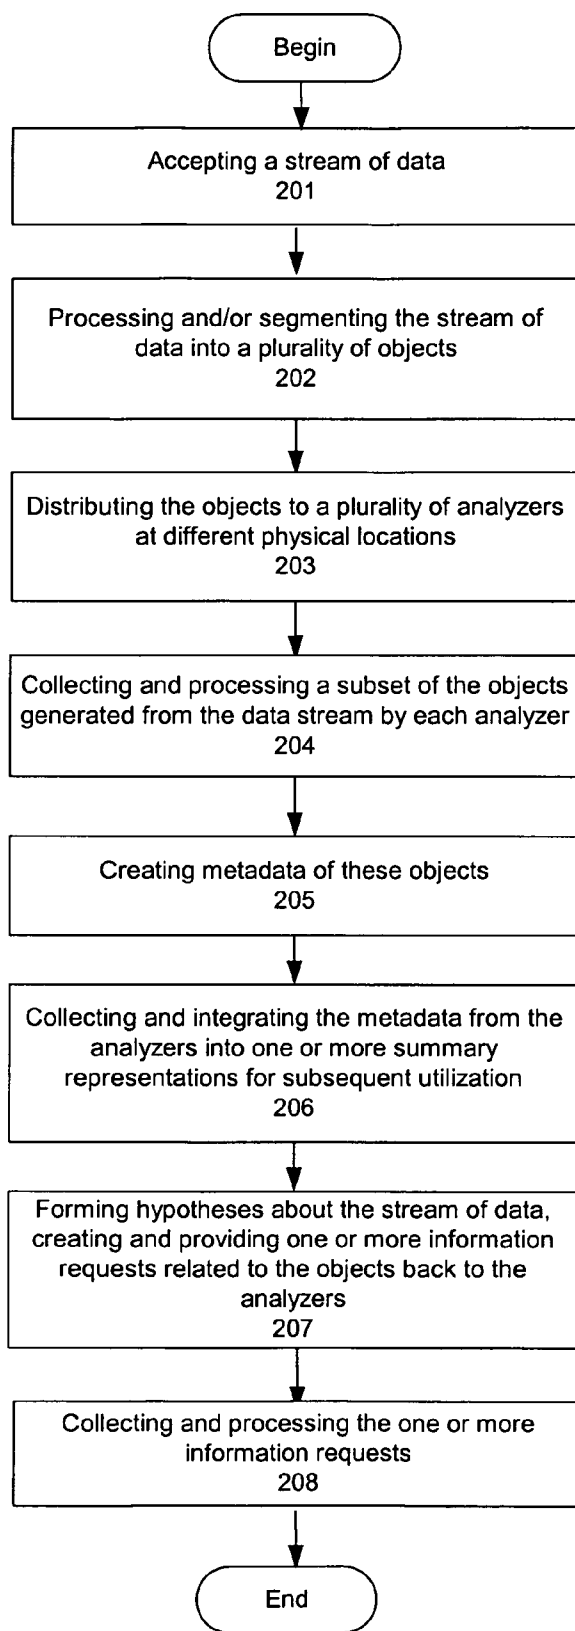 Begin
Accepting a stream of data
201
Processing and/or segmenting the stream of
data into a plurality of objects
202
Distributing the objects to a plurality of analyzers
at different physical locations
203
Collecting and processing a subset of the objects
generated from the data stream by each analyzer
204
Creating metadata of these objects
205
Collecting and integrating the metadata from the
analyzers into one or more summary
representations for subsequent utilization
206
Forming hypotheses about the stream of data,
creating and providing one or more information
requests related to the objects back to the
analyzers
207
Collecting and processing the one or more
information requests
208
End